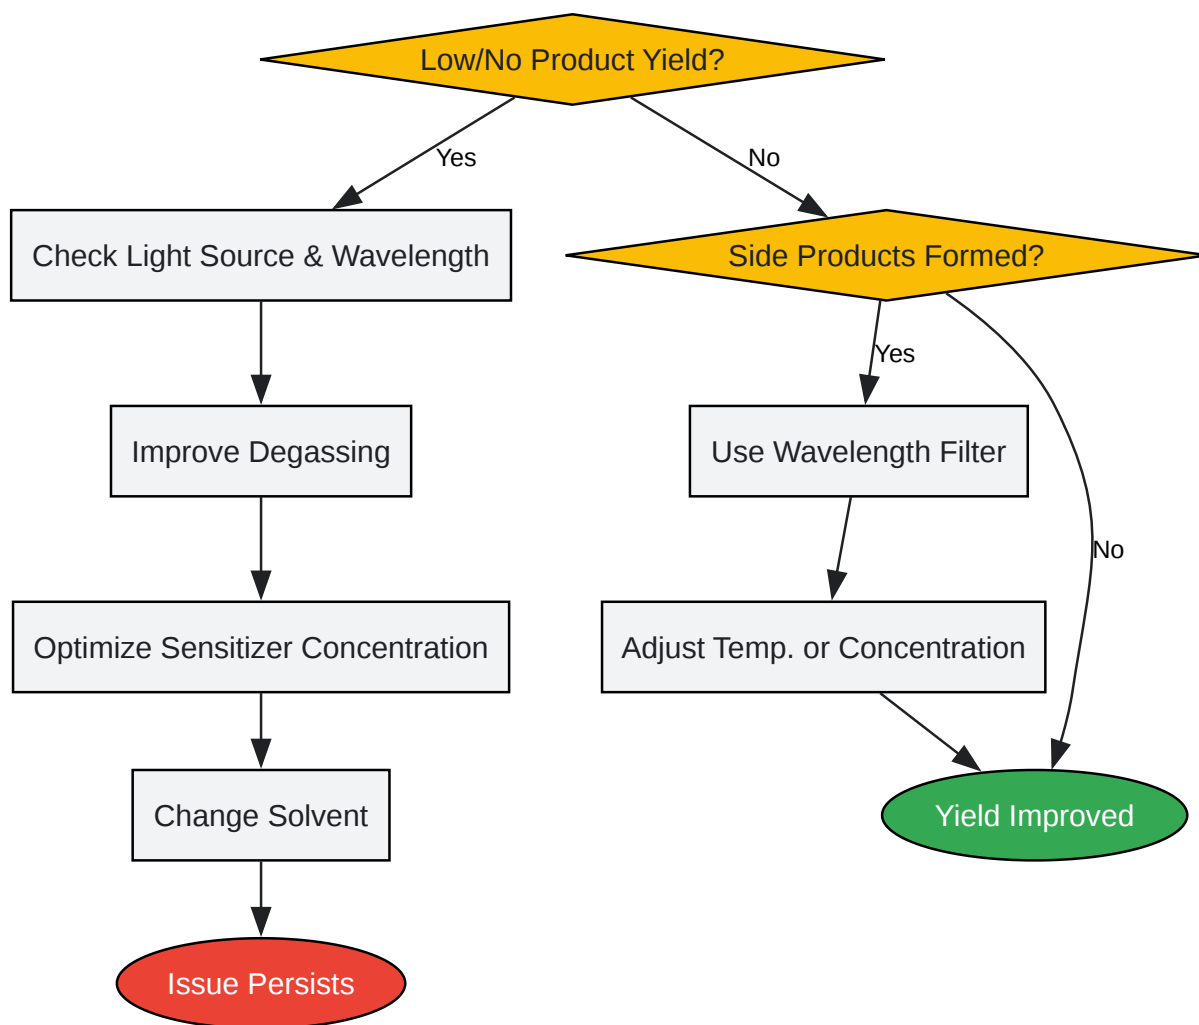 Low/No Product Yield?
Yes
No
Check Light Source & Wavelength
Side Products Formed?
Yes
Improve Degassing
Use Wavelength Filter
No
Optimize Sensitizer Concentration
Adjust Temp. or Concentration
Change Solvent
Yield Improved
Issue Persists